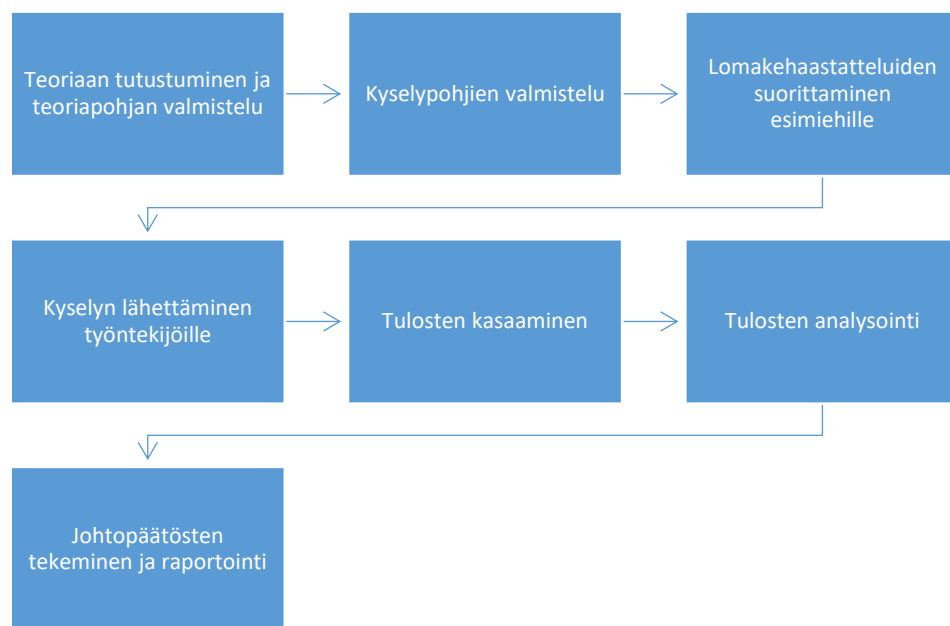 Teoriaan tutustuminen ja
teoriapohjan valmistelu
Kyselypohjien valmistelu
Lomakehaastatteluiden
suorittaminen
esimiehille
Kyselyn lähettäminen
työntekijöille
Tulosten kasaaminen
Tulosten analysointi
Johtopäätösten
tekeminen ja raportointi